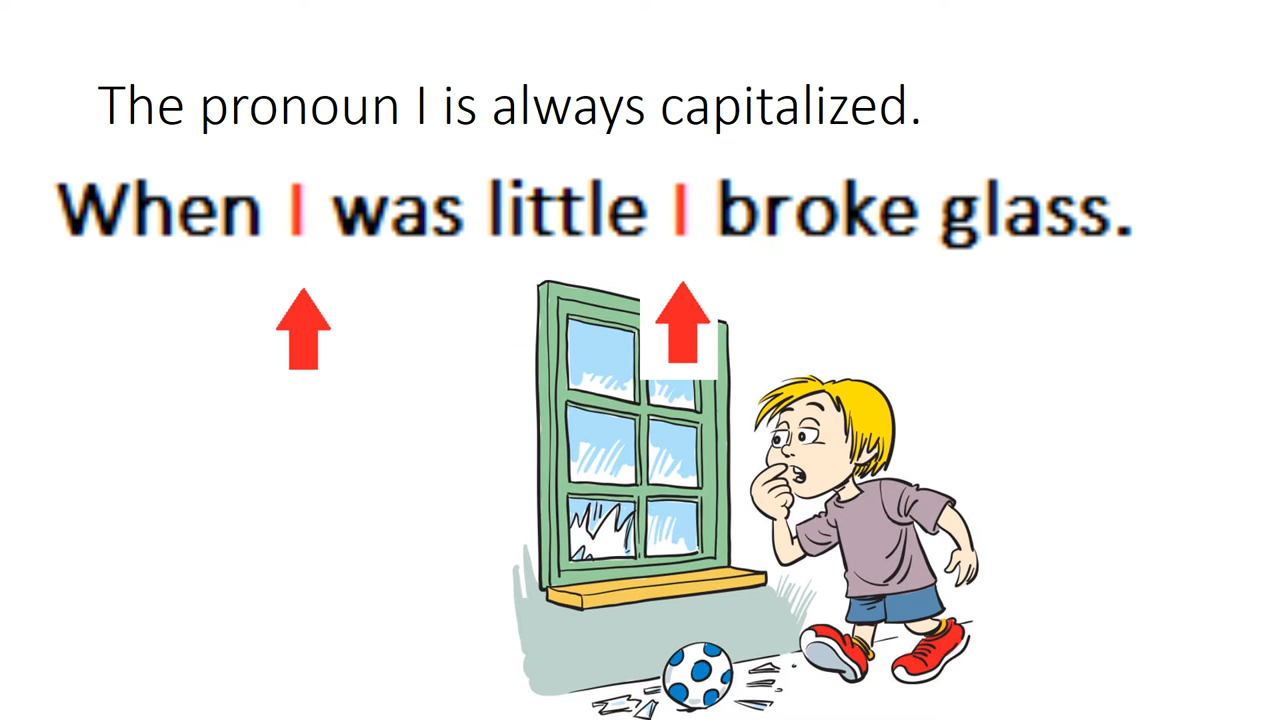 The pronoun I is always capitalized.
When I was little I broke glass.